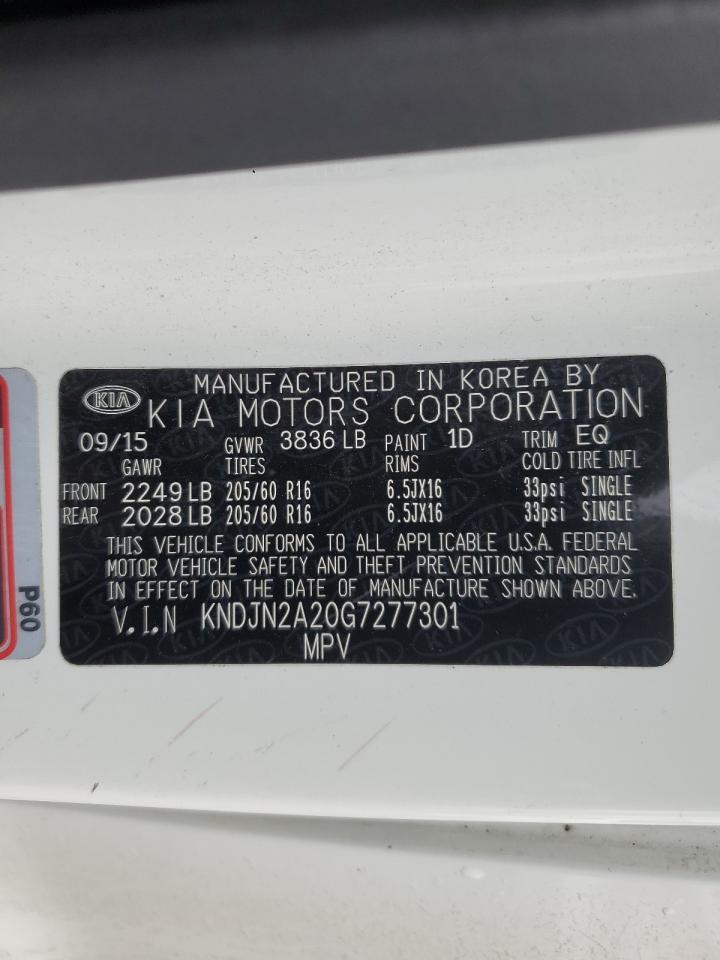 MANUFACTURED IN KOREA BY
KIA KIA MOTORS CORPORATION
09/15 GVWR 3836 LB PAINT 1D TRIM EQ
GAWR TIRES RIMS COLD TIRE INFL
FRONT 2249 LB 205/60 R16 6.5JX16 33psi SINGLE
REAR 2028 LB 205/60 R16 6.5JX16 33psi SINGLE
THIS VEHICLE CONFORMS TO ALL APPLICABLE U.S.A. FEDERAL
MOTOR VEHICLE SAFETY AND THEFT PREVENTION STANDARDS
IN EFFECT ON THE DATE OF MANUFACTURE SHOWN ABOVE.
V.I.N KNDJN2A20G7277301
MPV
P60